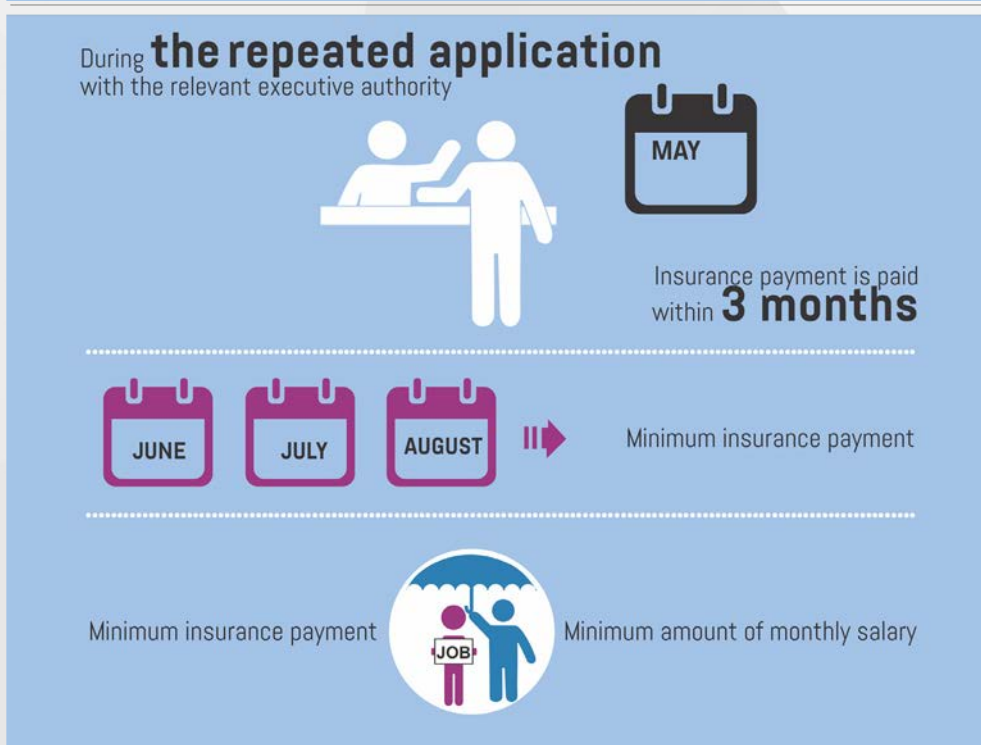 During the repeated application
with the relevant executive authority
MAY
Insurance payment is paid
within 3 months
JUNE
JULY
AUGUST
Minimum insurance payment
Minimum insurance payment
JOB
Minimum amount of monthly salary